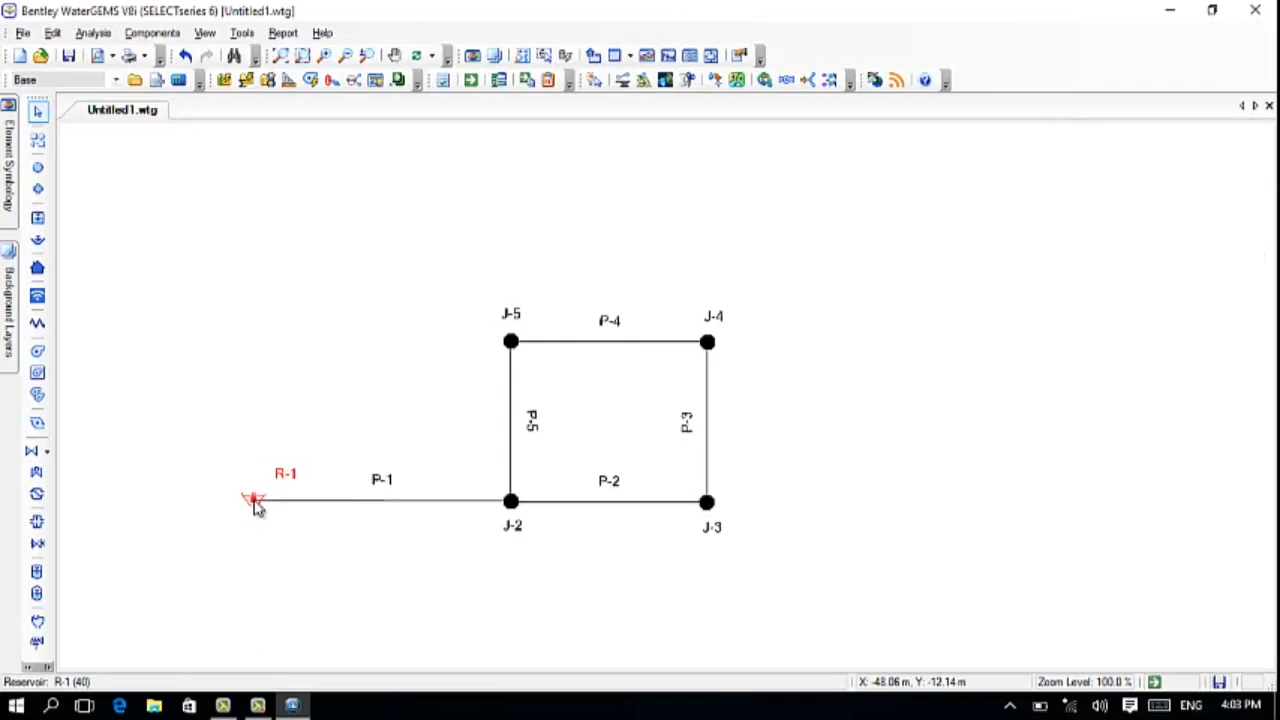 Bentley WaterGEMS V8i (SELECTseries 6) [Untitled1.wtg]
File Edit Analysis Components View Tools Report Help
Base
Untitled1.wtg
Element Symbology
Background Layers
J-5 P-4 J-4
P-5 P-3
R-1 P-1 P-2
J-2 J-3
Reservoir: R-1 (40) X: -48.06 m, Y: -12.14 m Zoom Level: 100.0 %
ENG 4:03 PM